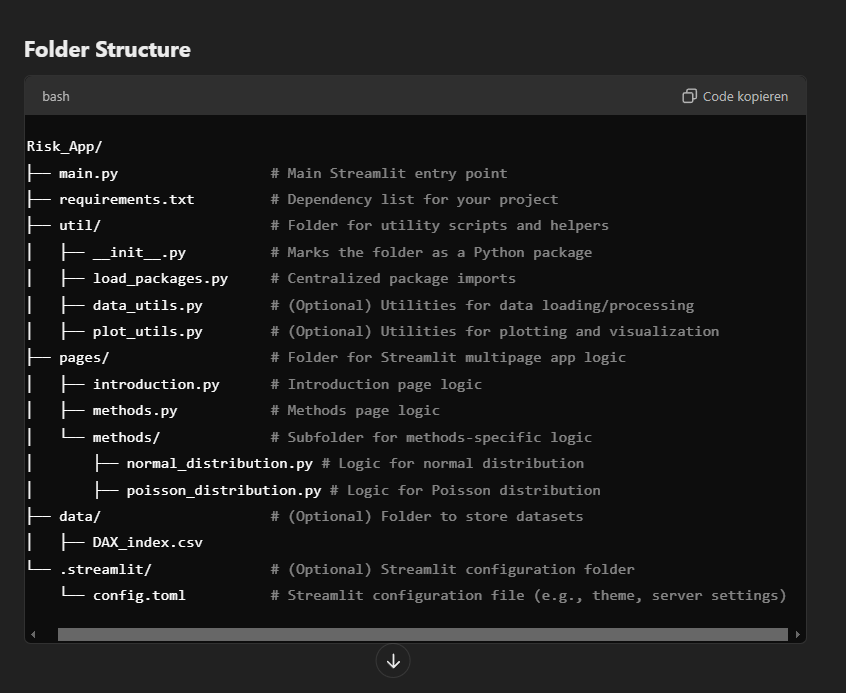 Folder Structure
bash
Code kopieren
Risk_App/
├── main.py                  # Main Streamlit entry point
├── requirements.txt         # Dependency list for your project
├── util/                    # Folder for utility scripts and helpers
│   ├── __init__.py          # Marks the folder as a Python package
│   ├── load_packages.py     # Centralized package imports
│   ├── data_utils.py        # (Optional) Utilities for data loading/processing
│   ├── plot_utils.py        # (Optional) Utilities for plotting and visualization
├── pages/                   # Folder for Streamlit multipage app logic
│   ├── introduction.py      # Introduction page logic
│   ├── methods.py           # Methods page logic
│   └── methods/             # Subfolder for methods-specific logic
│       ├── normal_distribution.py # Logic for normal distribution
│       ├── poisson_distribution.py # Logic for Poisson distribution
├── data/                    # (Optional) Folder to store datasets
│   ├── DAX_index.csv
└── .streamlit/              # (Optional) Streamlit configuration folder
    └── config.toml          # Streamlit configuration file (e.g., theme, server settings)